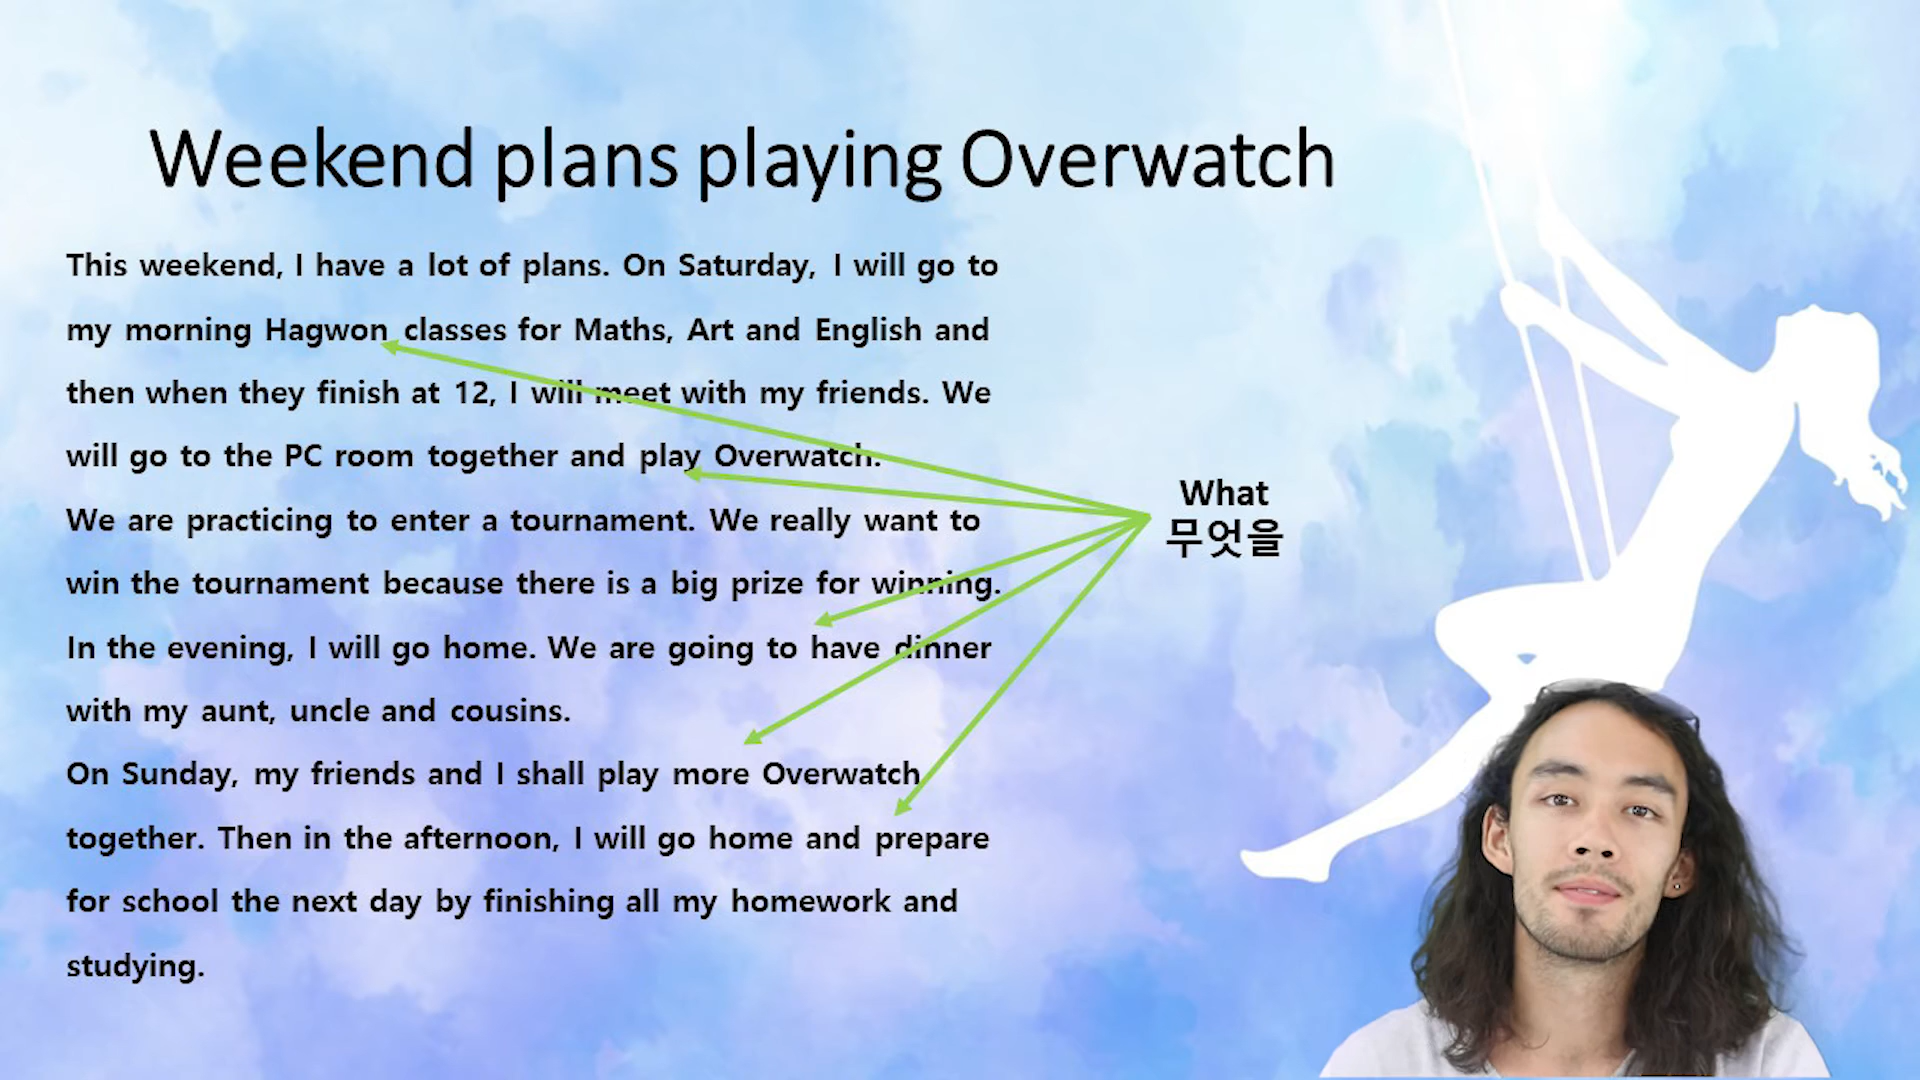 Weekend plans playing Overwatch
This weekend, I have a lot of plans. On Saturday, I will go to
my morning Hagwon classes for Maths, Art and English and
then when they finish at 12, I will meet with my friends. We
will go to the PC room together and play Overwatch.
We are practicing to enter a tournament. We really want to
win the tournament because there is a big prize for winning.
In the evening, I will go home. We are going to have dinner
with my aunt, uncle and cousins.
On Sunday, my friends and I shall play more Overwatch
together. Then in the afternoon, I will go home and prepare
for school the next day by finishing all my homework and
studying.
What
무엇을